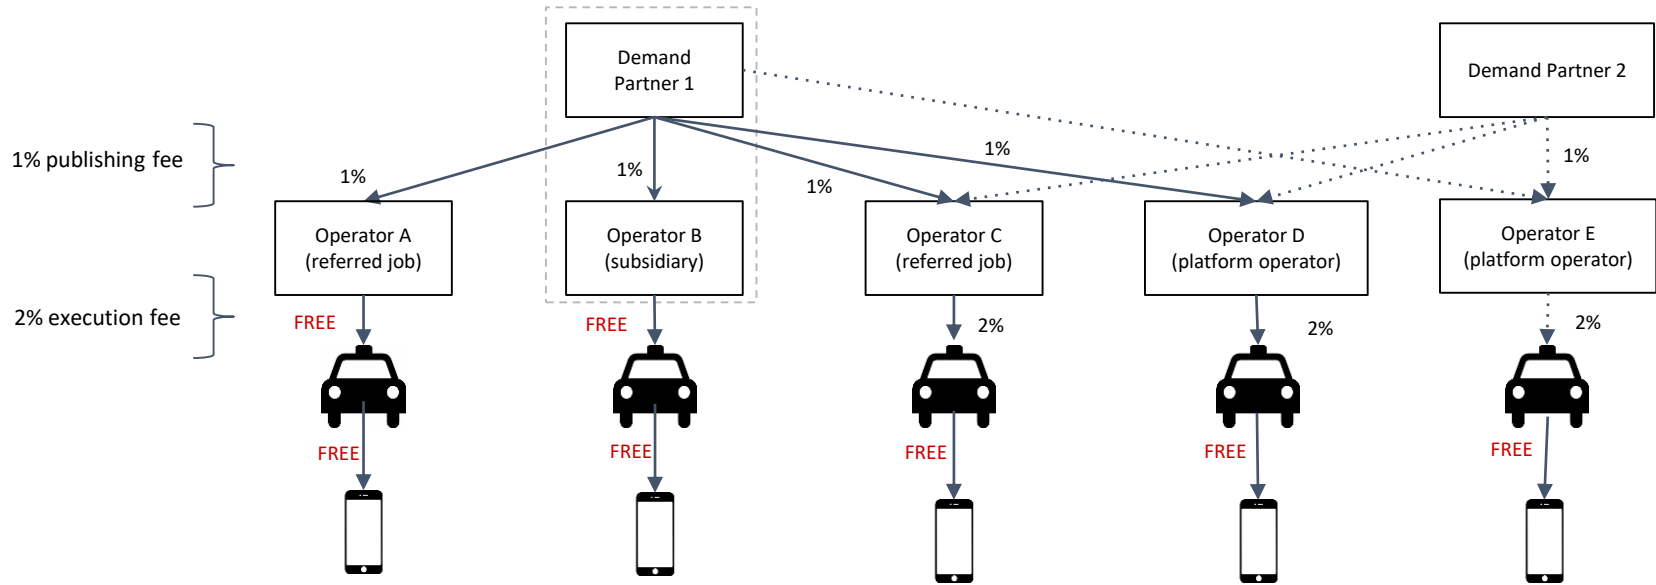 Demand
Partner 1
Demand Partner 2
1% publishing fee
1%
1%
1%
1%
1%
Operator A
(referred job)
Operator B
(subsidiary)
Operator C
(referred job)
Operator D
(platform operator)
Operator E
(platform operator)
2% execution fee
FREE
FREE
2%
2%
2%
FREE
FREE
FREE
FREE
FREE